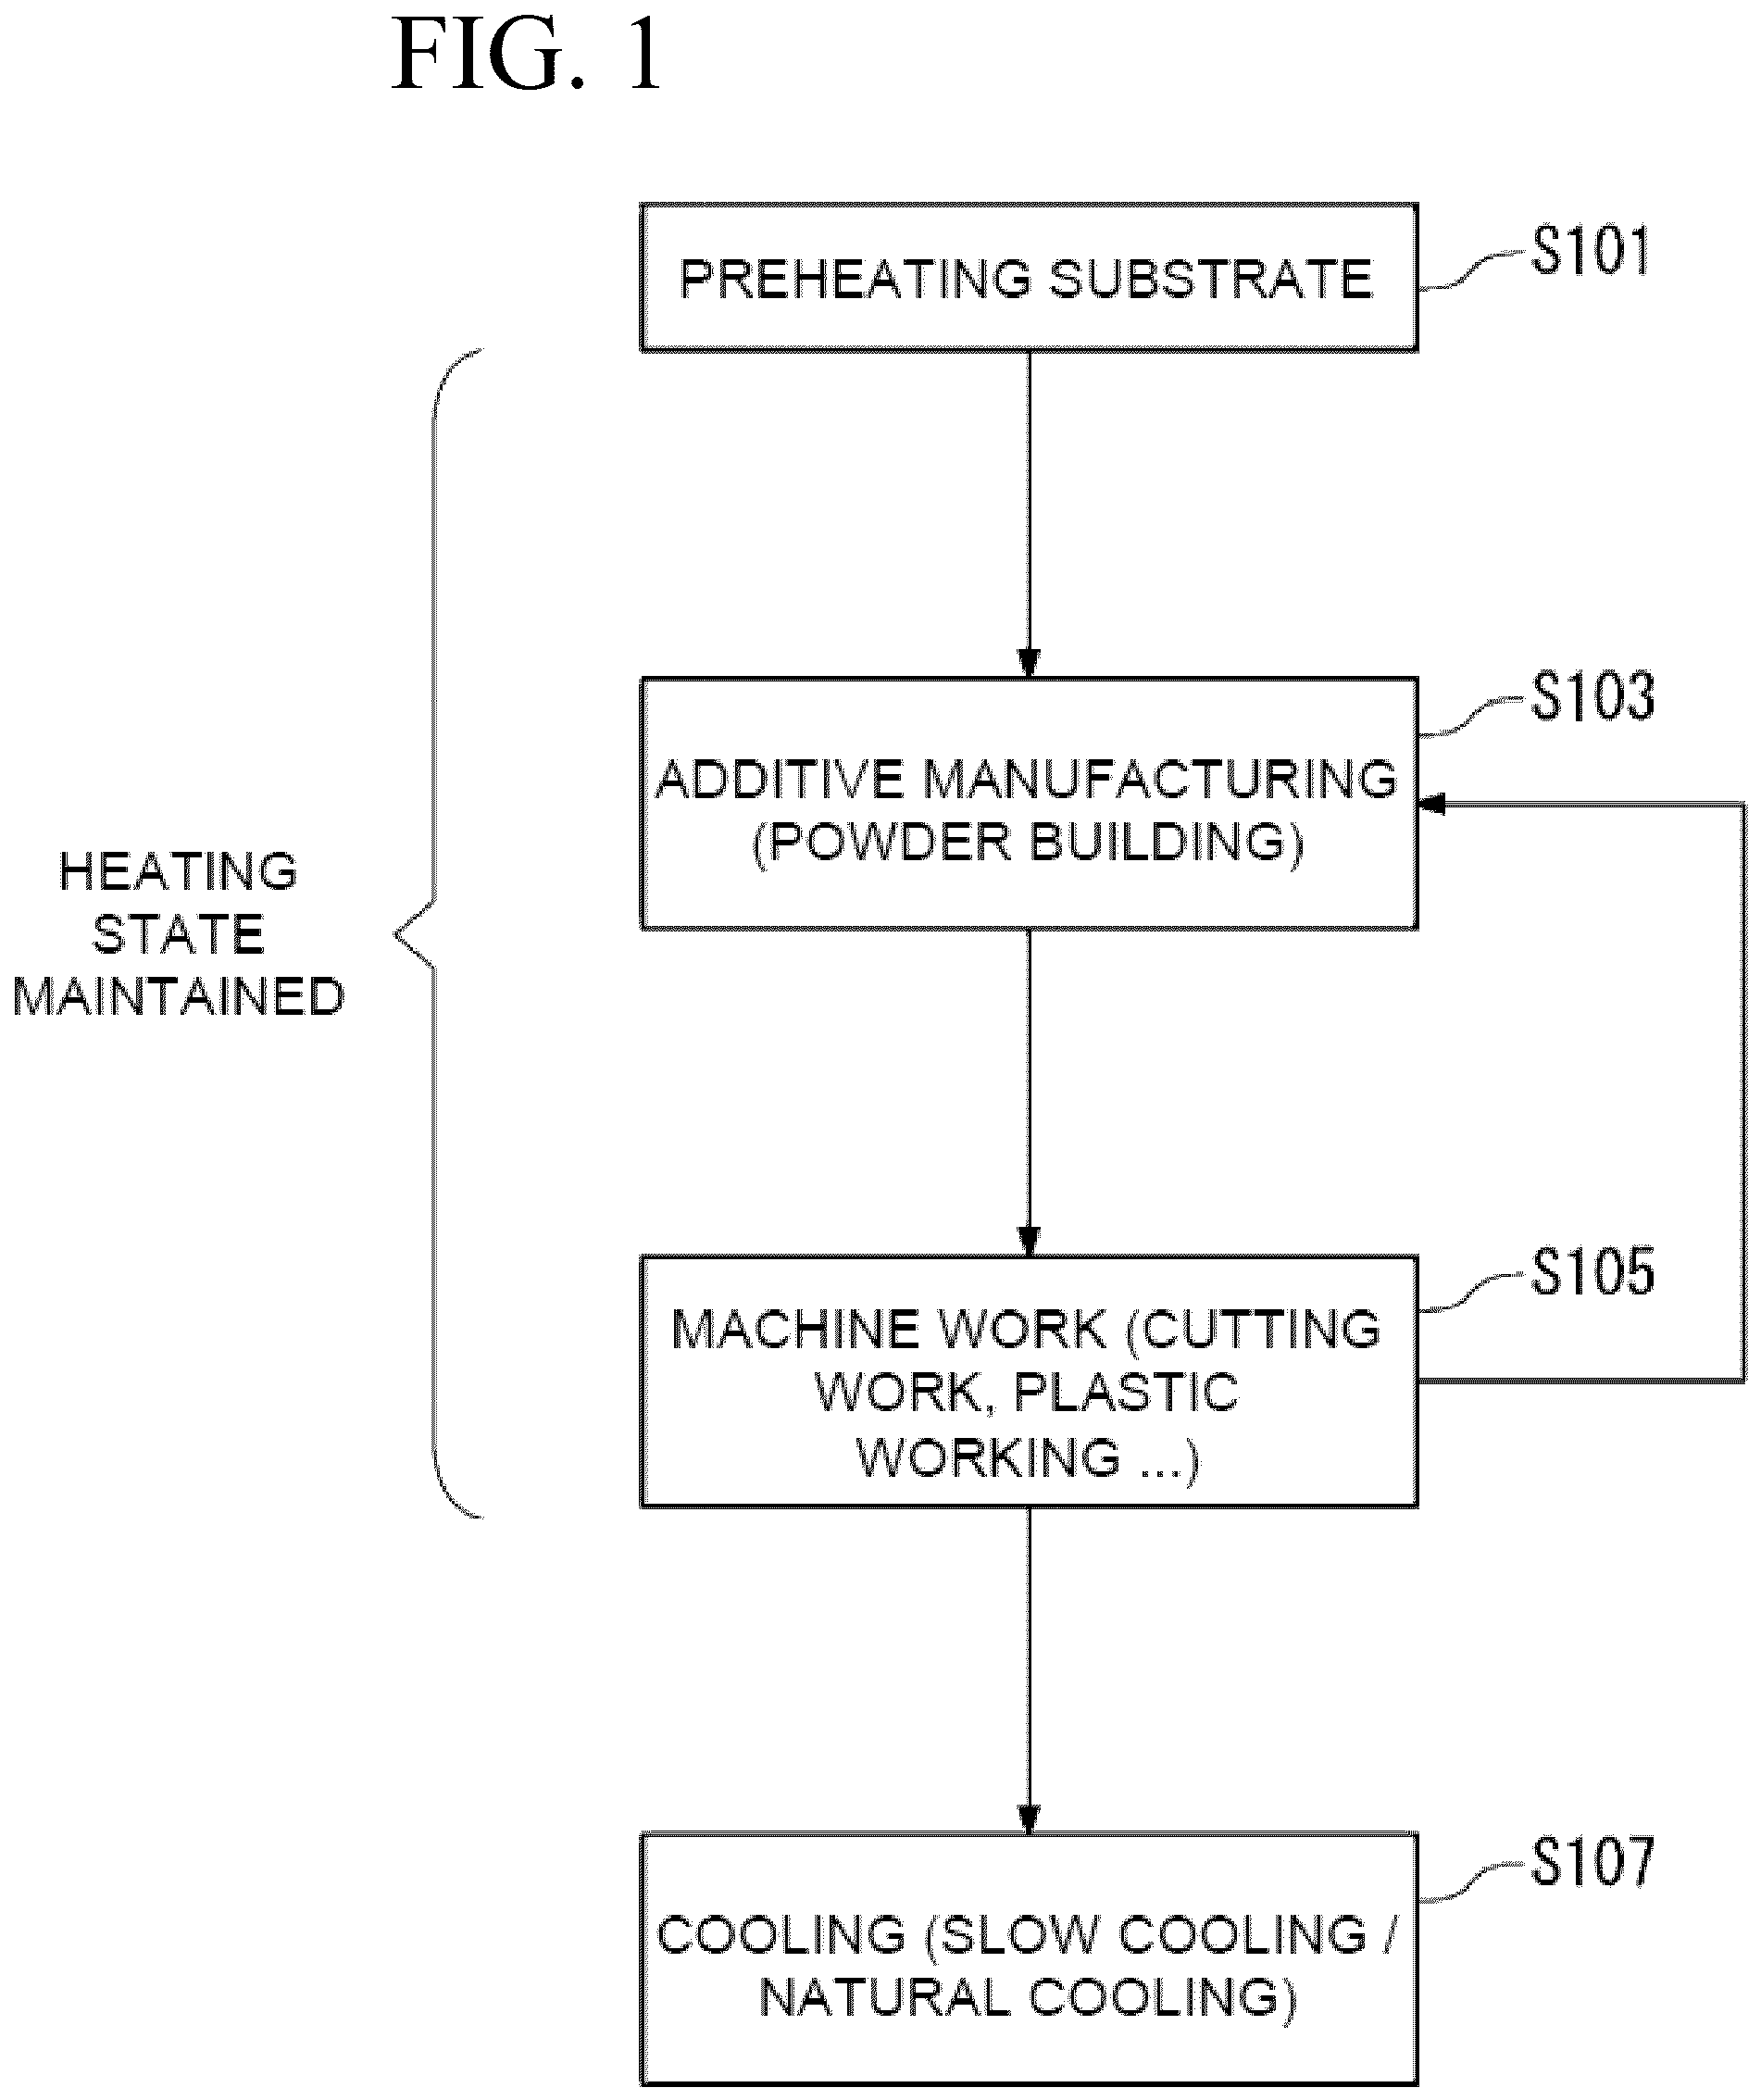 FIG. 1
PREHEATING SUBSTRATE
S101
HEATING
STATE
MAINTAINED
S103
ADDITIVE MANUFACTURING
(POWDER BUILDING)
S105
MACHINE WORK (CUTTING
WORK, PLASTIC
WORKING ...)
S107
COOLING (SLOW COOLING /
NATURAL COOLING)